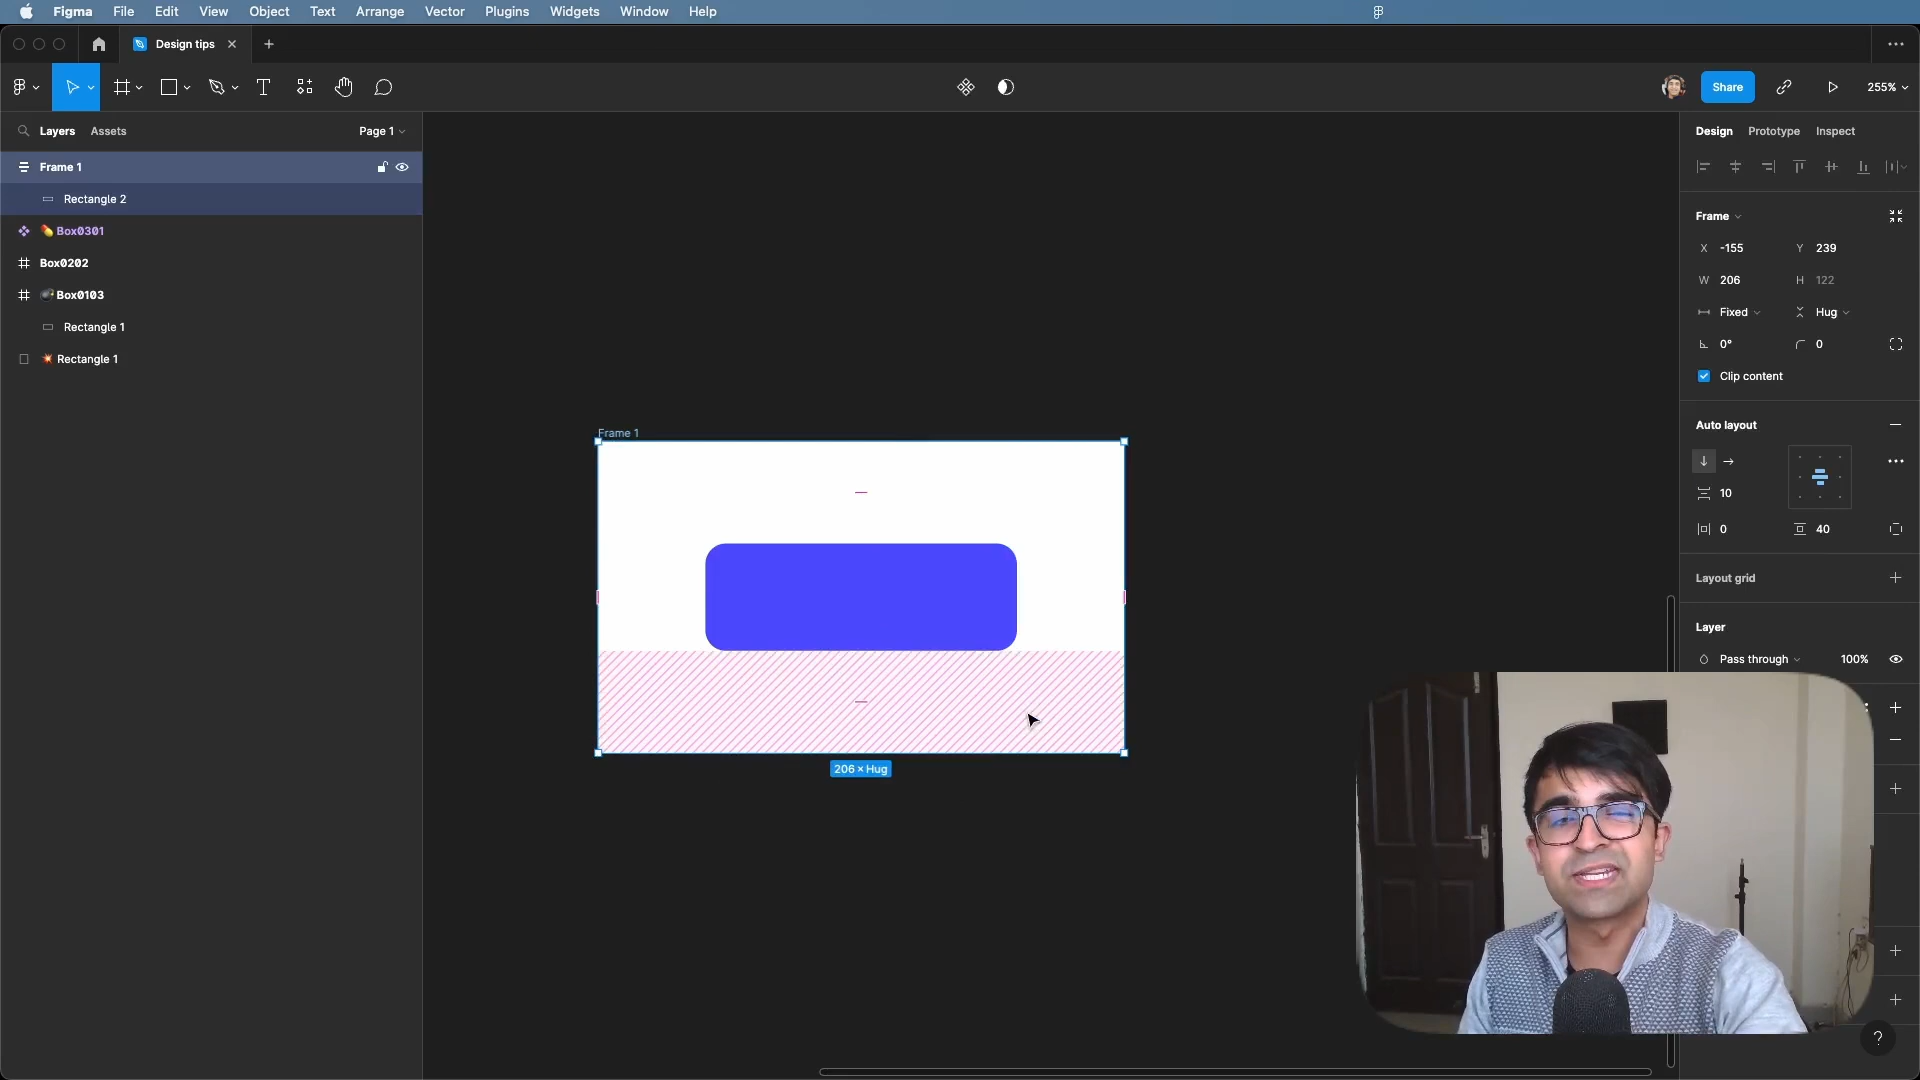 Figma File Edit View Object Text Arrange Vector Plugins Widgets Window Help
Design tips
Share
255%
Layers Assets Page 1
Frame 1
Rectangle 2
Box0301
Box0202
Box0103
Rectangle 1
Rectangle 1
Frame 1
206 × Hug
Design Prototype Inspect
Frame
X -155 Y 239
W 206 H 122
Fixed Hug
0° 0
Clip content
Auto layout
10
0 40
Layout grid
Layer
Pass through 100%
?